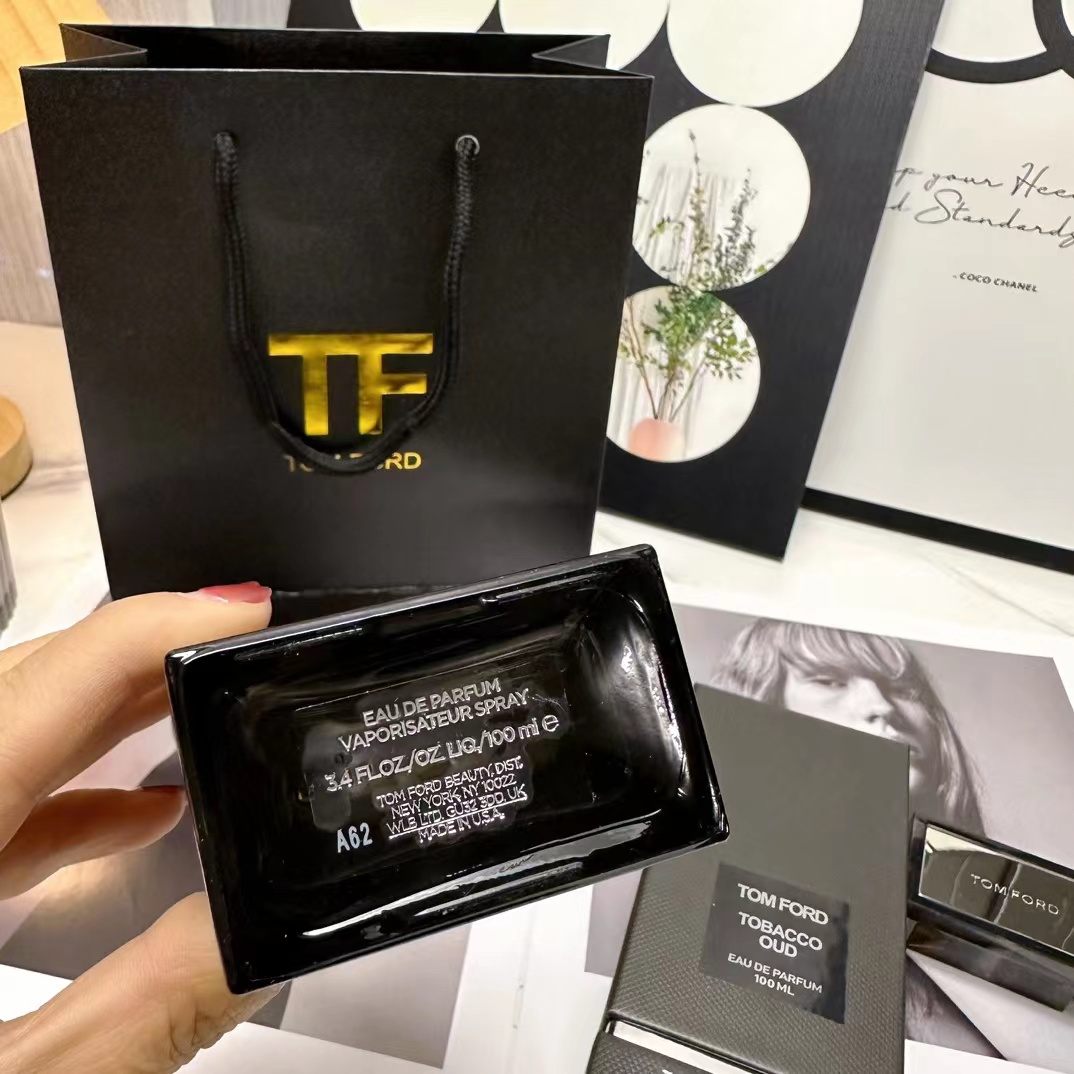 TF
TOM FORD
p your Hee
d Standards
- COCO CHANEL
EAU DE PARFUM
VAPORISATEUR SPRAY
3.4 FL.OZ/OZ. LIQ/100 ml ℮
TOM FORD BEAUTY, DIST.
NEW YORK, NY 10022
WLB LTD. GU32 3DD. UK
MADE IN U.S.A.
A62
TOM FORD
TOBACCO
OUD
EAU DE PARFUM
100 ML
TOM FORD